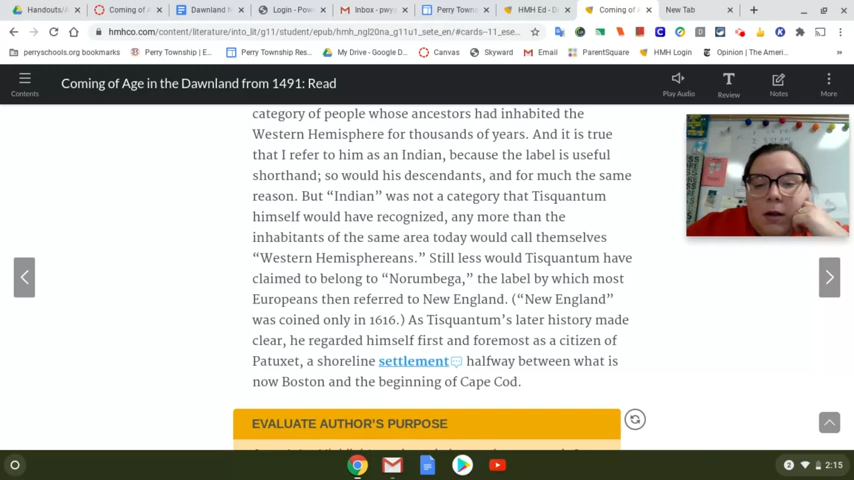 Handouts/A
Coming of A
Dawnland N
Login - Pow
Inbox - pwy
Perry Town
HMH Ed - D
Coming of A
New Tab
hmhco.com/content/literature/into_lit/g11/student/epub/hmh_ngl20na_g11u1_sete_en/#cards--11_ese...
perryschools.org bookmarks
Perry Township | E...
Perry Township Res...
My Drive - Google D...
Canvas
Skyward
Email
ParentSquare
HMH Login
Opinion | The Ameri...
Contents
Coming of Age in the Dawnland from 1491: Read
Play Audio
Review
Notes
More
category of people whose ancestors had inhabited the
Western Hemisphere for thousands of years. And it is true
that I refer to him as an Indian, because the label is useful
shorthand; so would his descendants, and for much the same
reason. But “Indian” was not a category that Tisquantum
himself would have recognized, any more than the
inhabitants of the same area today would call themselves
“Western Hemisphereans.” Still less would Tisquantum have
claimed to belong to “Norumbega,” the label by which most
Europeans then referred to New England. (“New England”
was coined only in 1616.) As Tisquantum’s later history made
clear, he regarded himself first and foremost as a citizen of
Patuxet, a shoreline settlement halfway between what is
now Boston and the beginning of Cape Cod.
EVALUATE AUTHOR’S PURPOSE
2
2:15